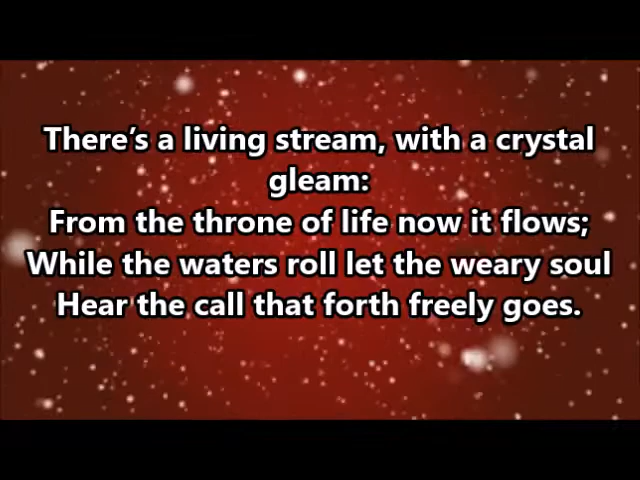 There’s a living stream, with a crystal
gleam:
From the throne of life now it flows;
While the waters roll let the weary soul
Hear the call that forth freely goes.